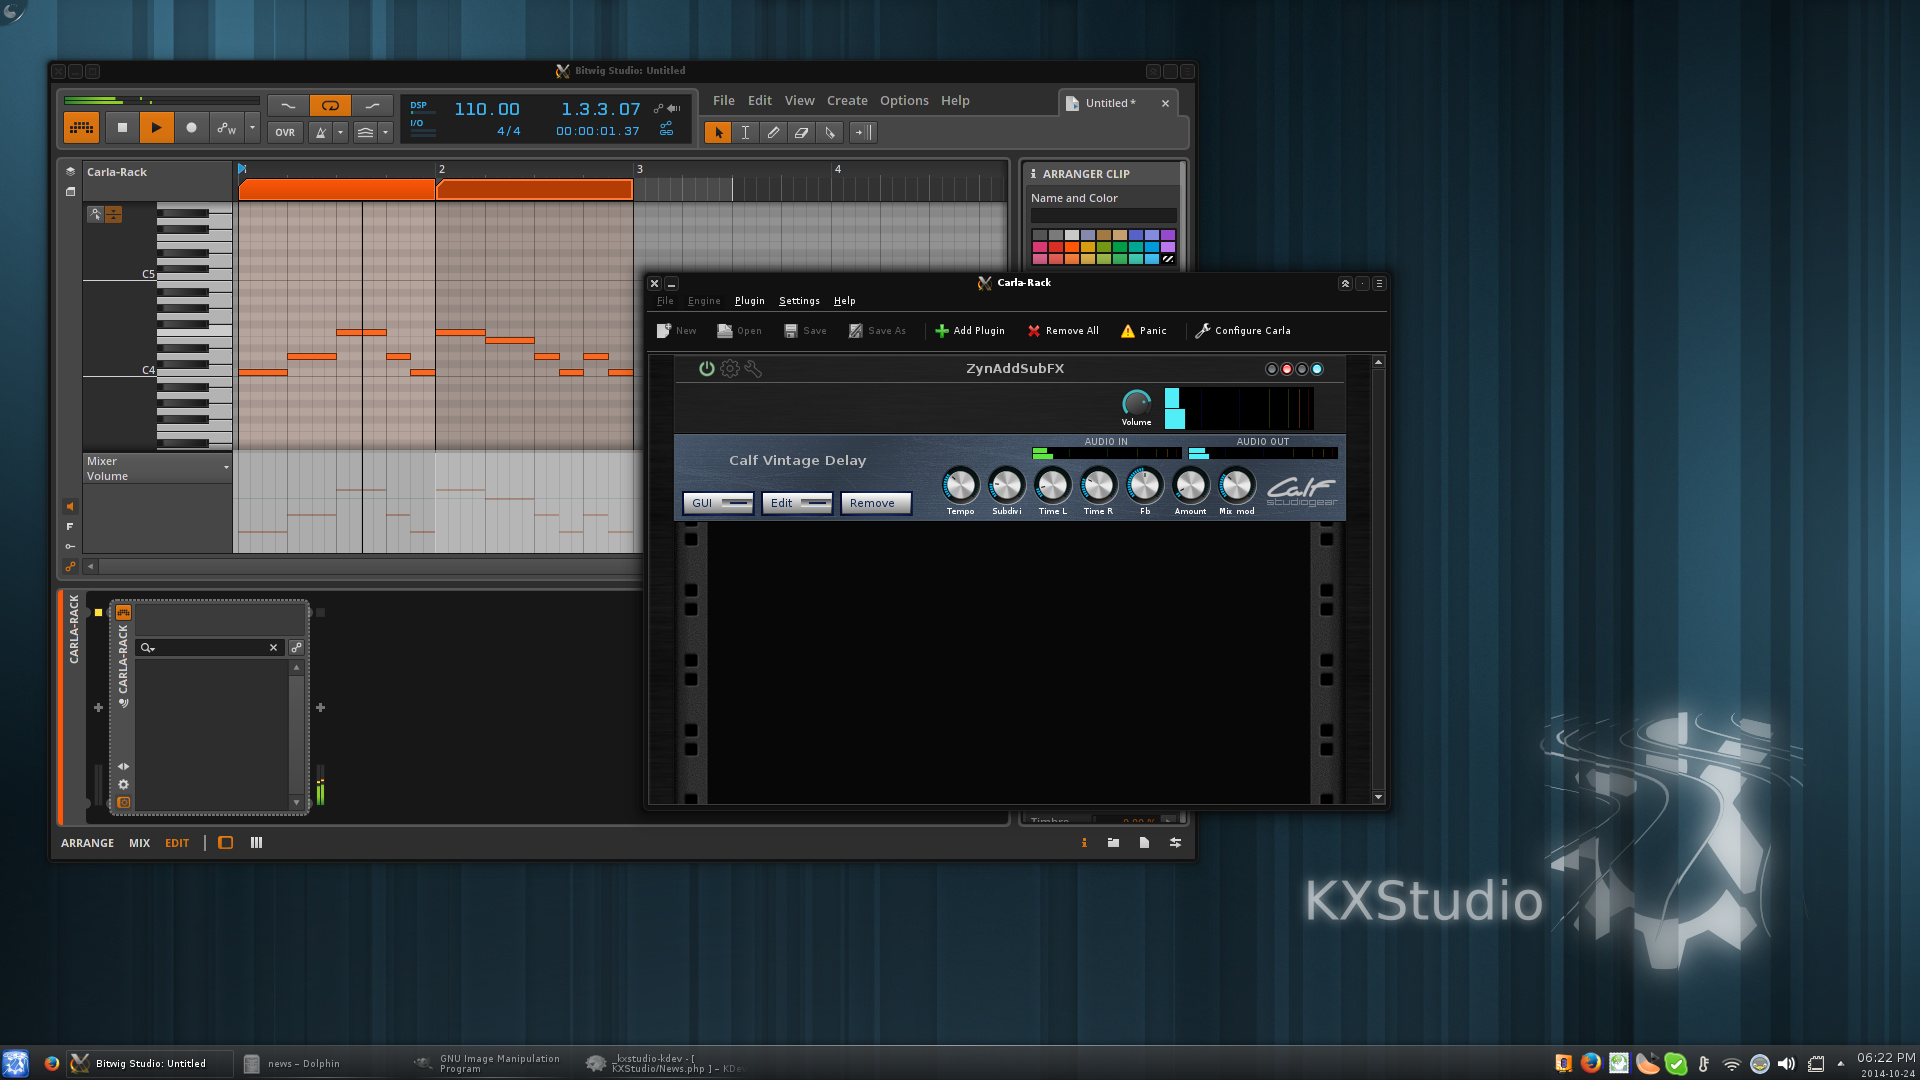 Bitwig Studio: Untitled
DSP
I/O
110.00
1.3.3.07
4/4
00:00:01.37
OVR
W
File Edit View Create Options Help
Untitled *
Carla-Rack
2
3
4
ARRANGER CLIP
Name and Color
C5
C4
Mixer
Volume
F
CARLA-RACK
CARLA-RACK
ARRANGE MIX EDIT
Carla-Rack
File Engine Plugin Settings Help
New Open Save Save As Add Plugin Remove All Panic Configure Carla
ZynAddSubFX
Volume
AUDIO IN
AUDIO OUT
Calf Vintage Delay
GUI Edit Remove
Tempo Subdivi Time L Time R Fb Amount Mix mod
Calf
studiogear
KXStudio
Bitwig Studio: Untitled
news – Dolphin
GNU Image Manipulation
Program
_kxstudio-kdev - [
KXStudio/News.php ] – KDev
06:22 PM
2014-10-24